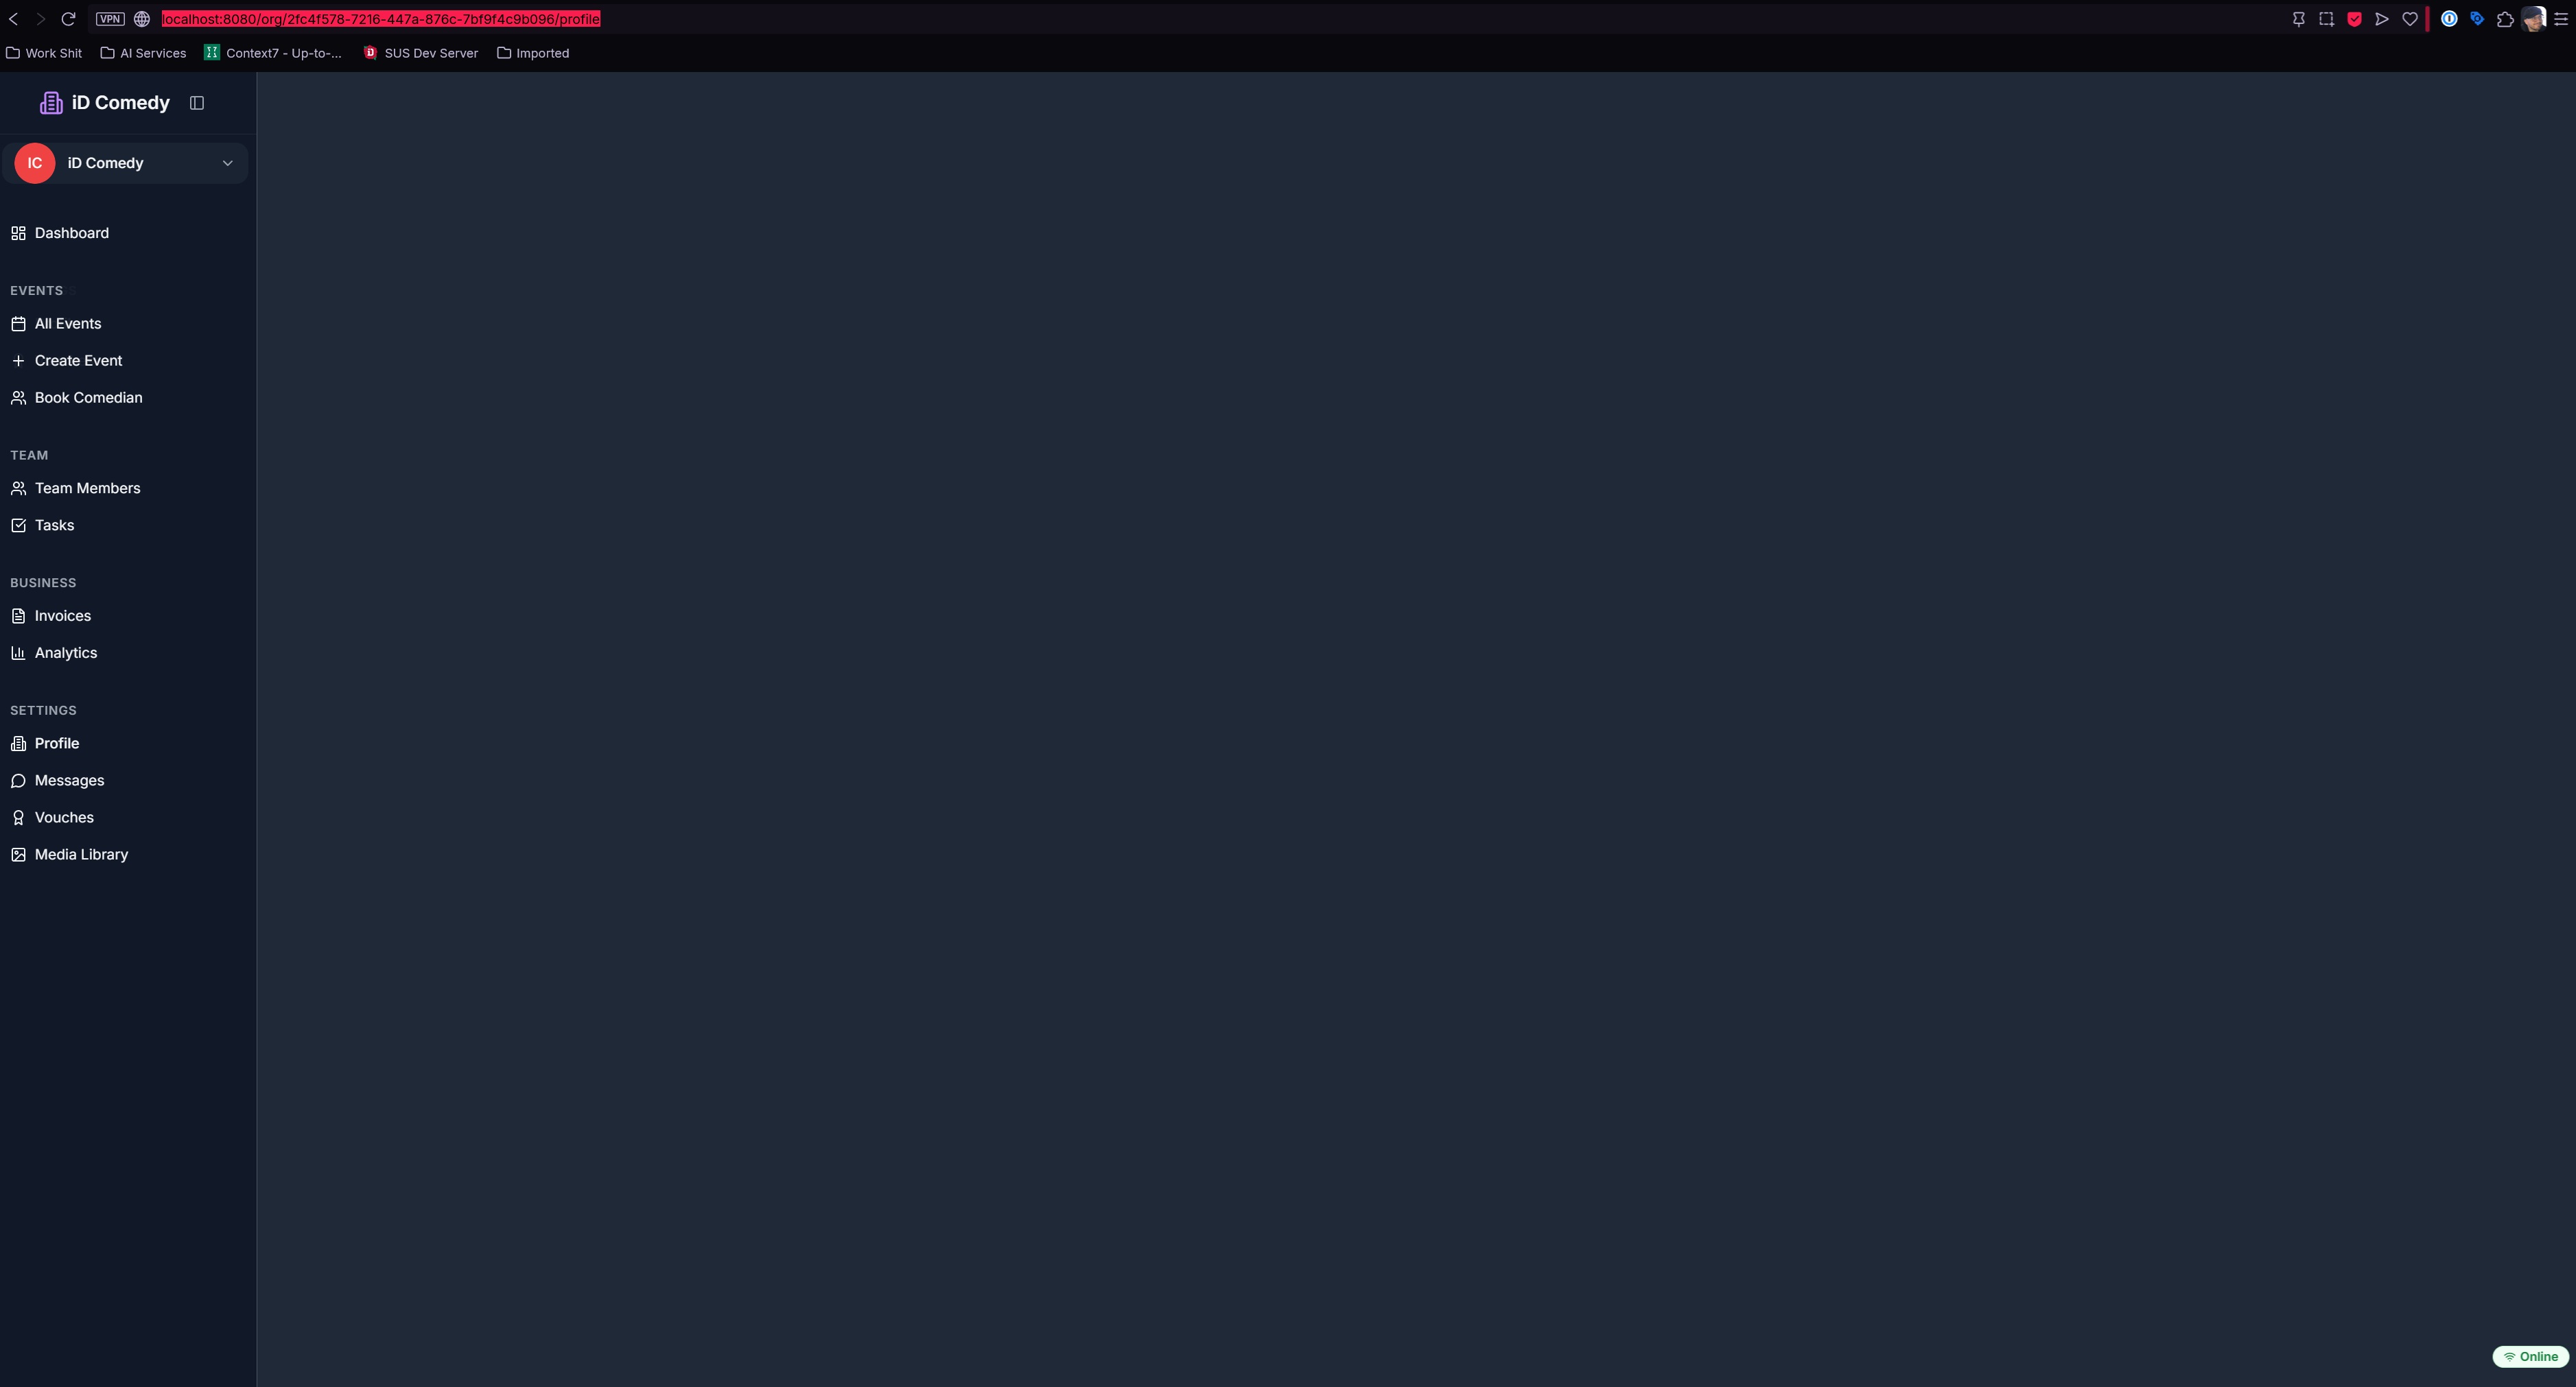 VPN
localhost:8080/org/2fc4f578-7216-447a-876c-7bf9f4c9b096/profile
Work Shit
AI Services
Context7 - Up-to-...
SUS Dev Server
Imported
iD Comedy
IC
iD Comedy
Dashboard
EVENTS
All Events
Create Event
Book Comedian
TEAM
Team Members
Tasks
BUSINESS
Invoices
Analytics
SETTINGS
Profile
Messages
Vouches
Media Library
Online